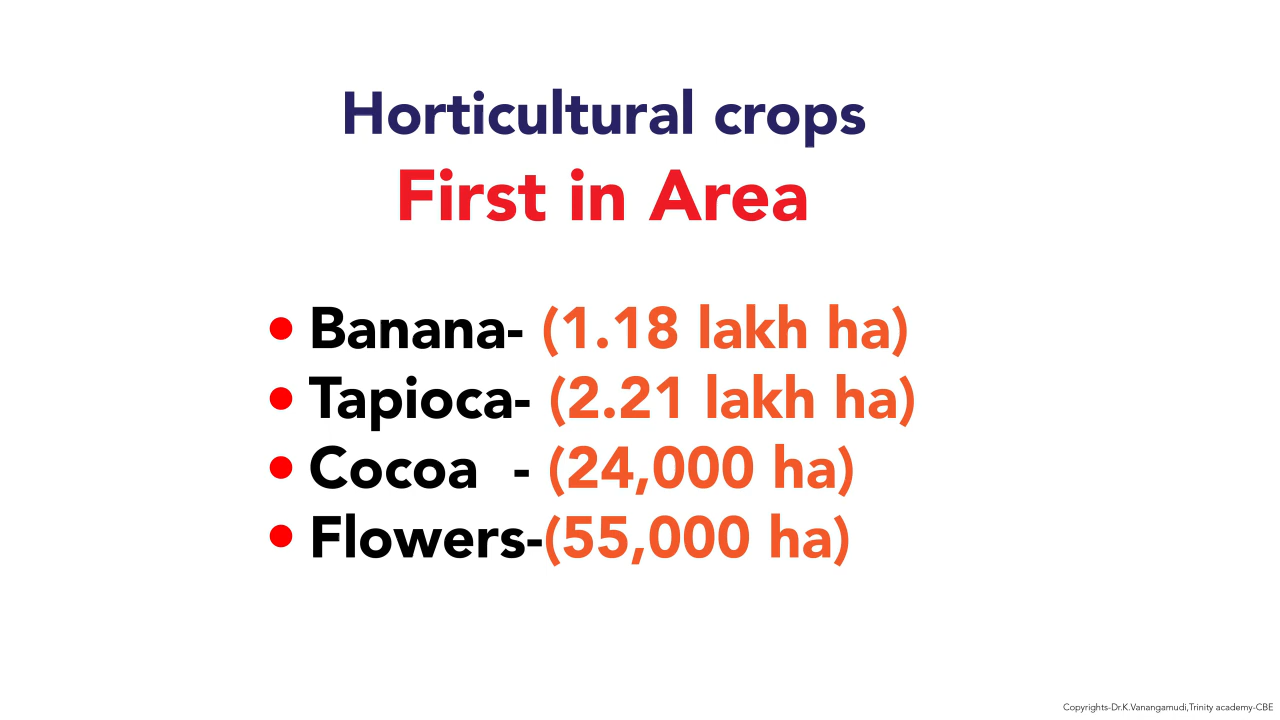 Horticultural crops
First in Area
• Banana- (1.18 lakh ha)
• Tapioca- (2.21 lakh ha)
• Cocoa  - (24,000 ha)
• Flowers-(55,000 ha)
Copyrights-Dr.K.Vanangamudi,Trinity academy-CBE